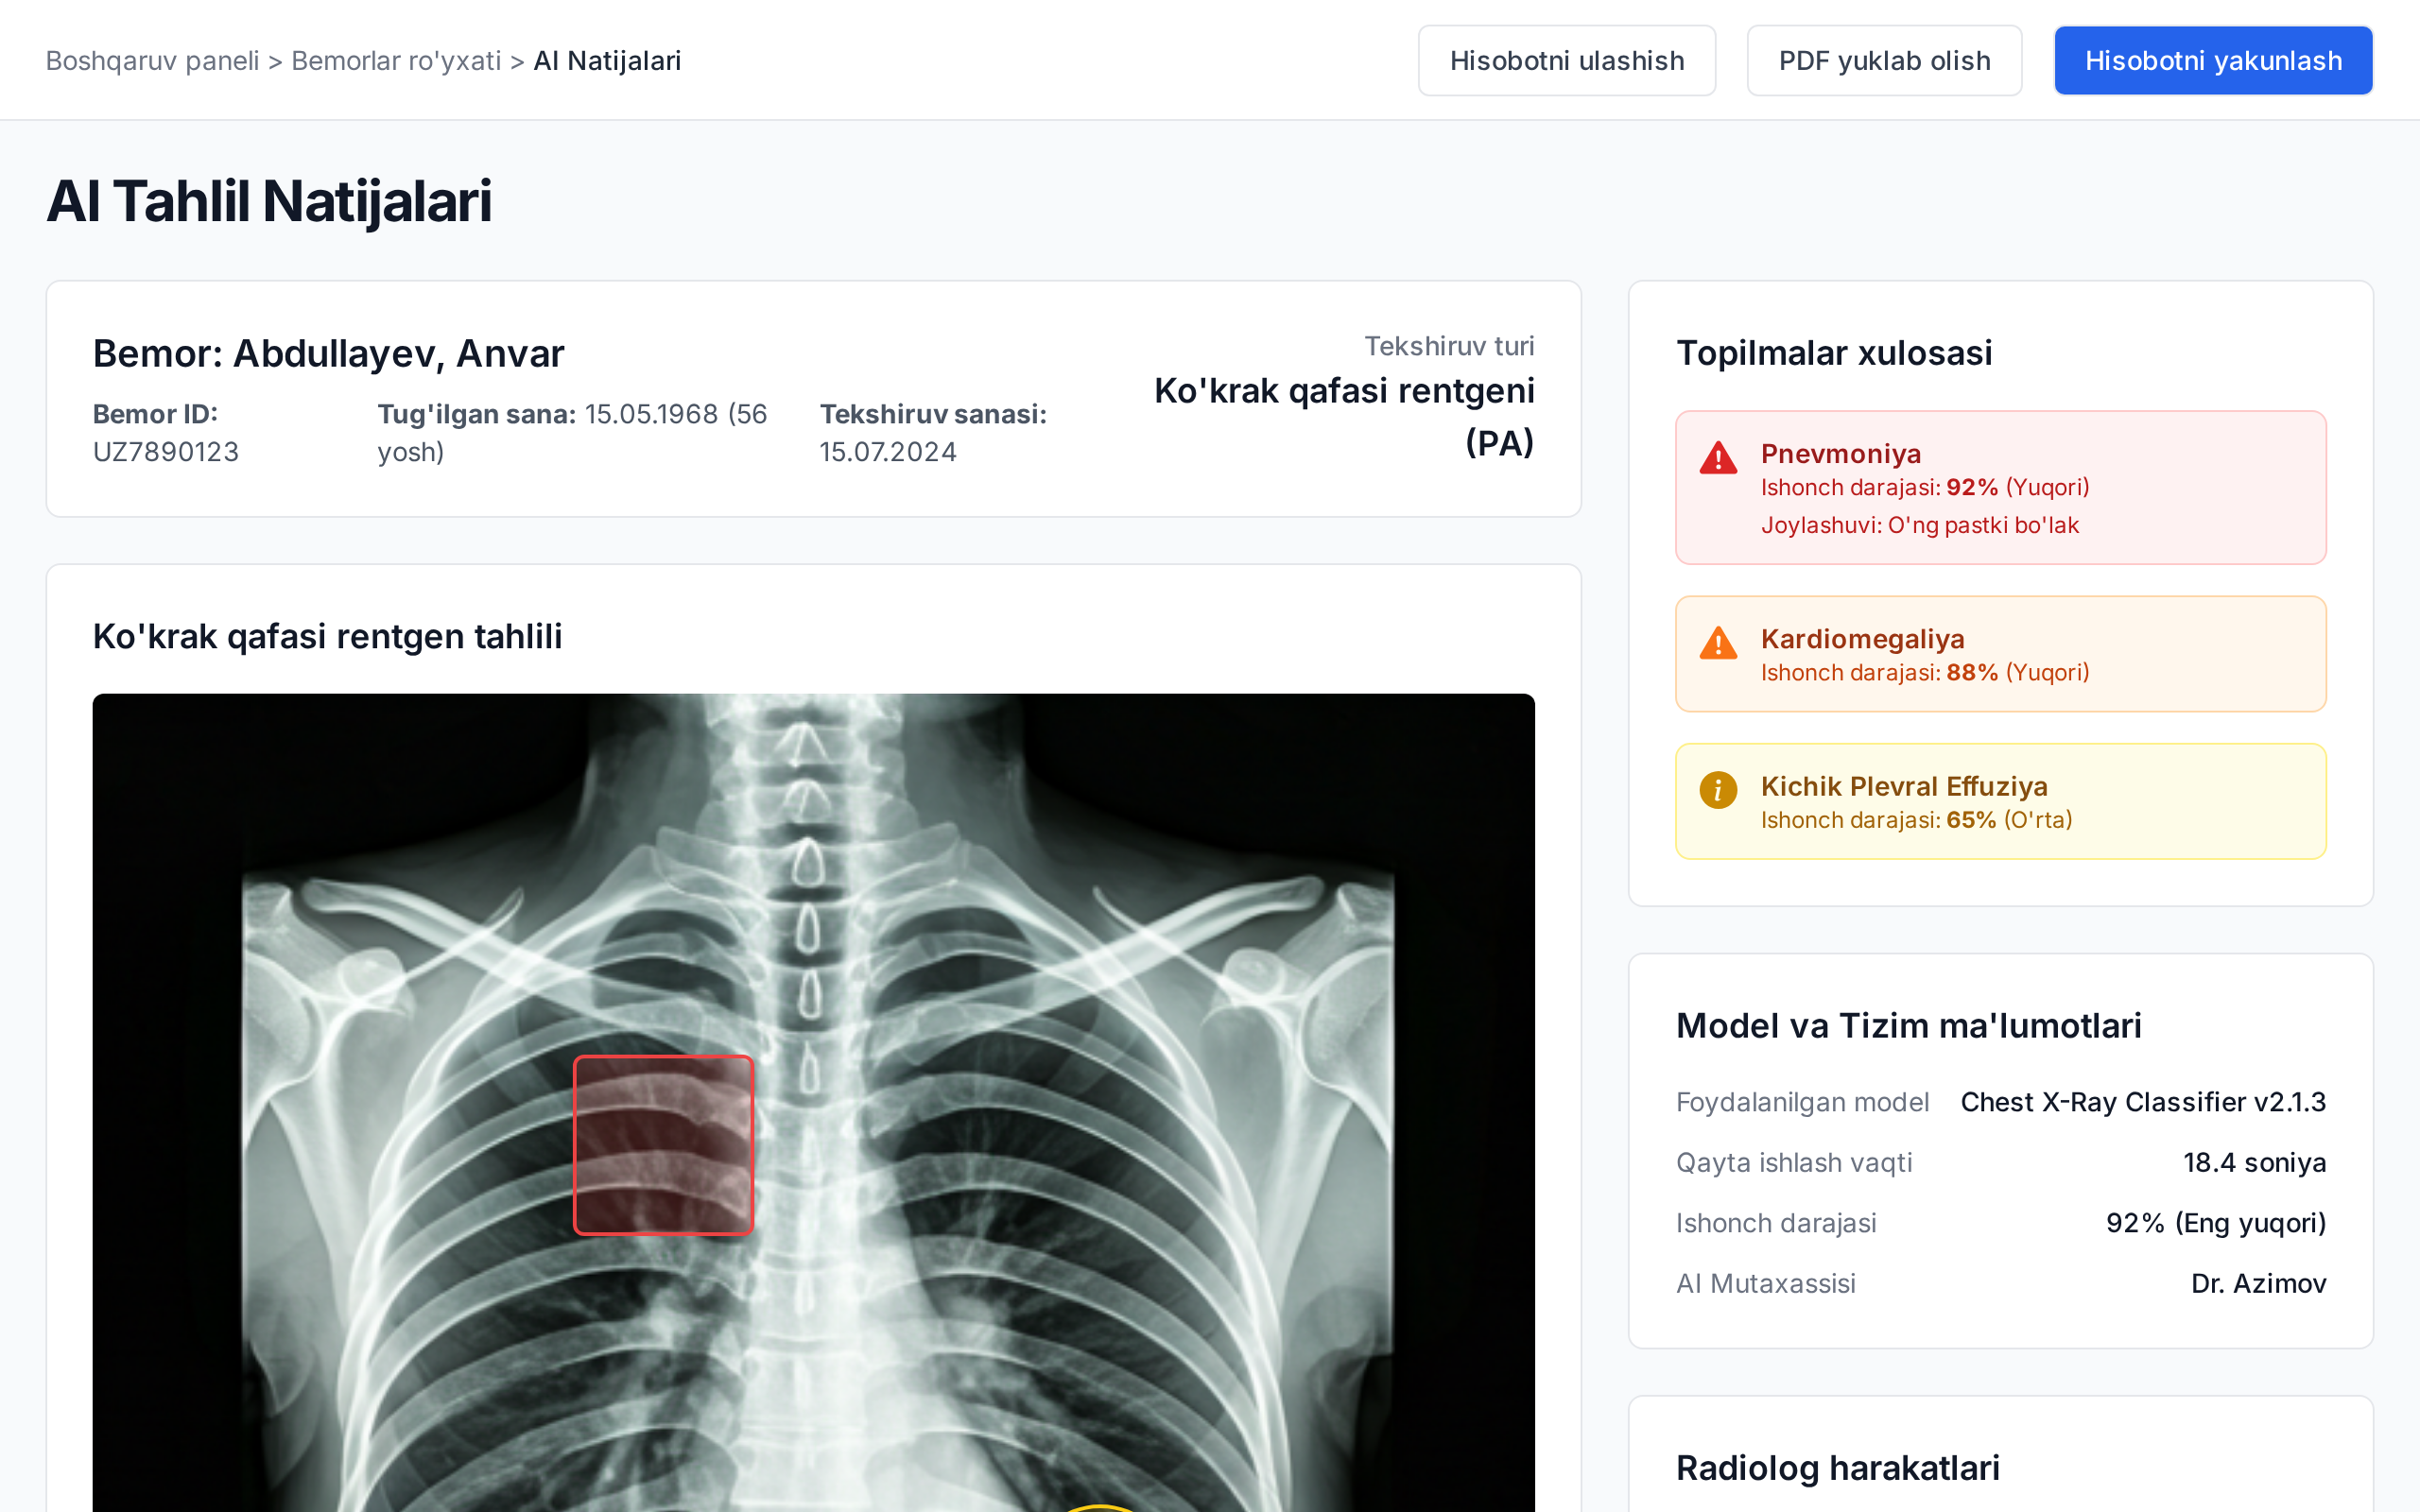 Boshqaruv paneli > Bemorlar ro'yxati > AI Natijalari
Hisobotni ulashish
PDF yuklab olish
Hisobotni yakunlash
AI Tahlil Natijalari
Bemor: Abdullayev, Anvar
Bemor ID:
UZ7890123
Tug'ilgan sana: 15.05.1968 (56
yosh)
Tekshiruv sanasi:
15.07.2024
Tekshiruv turi
Ko'krak qafasi rentgeni
(PA)
Ko'krak qafasi rentgen tahlili
Topilmalar xulosasi
Pnevmoniya
Ishonch darajasi: 92% (Yuqori)
Joylashuvi: O'ng pastki bo'lak
Kardiomegaliya
Ishonch darajasi: 88% (Yuqori)
Kichik Plevral Effuziya
Ishonch darajasi: 65% (O'rta)
Model va Tizim ma'lumotlari
Foydalanilgan model Chest X-Ray Classifier v2.1.3
Qayta ishlash vaqti 18.4 soniya
Ishonch darajasi 92% (Eng yuqori)
AI Mutaxassisi Dr. Azimov
Radiolog harakatlari